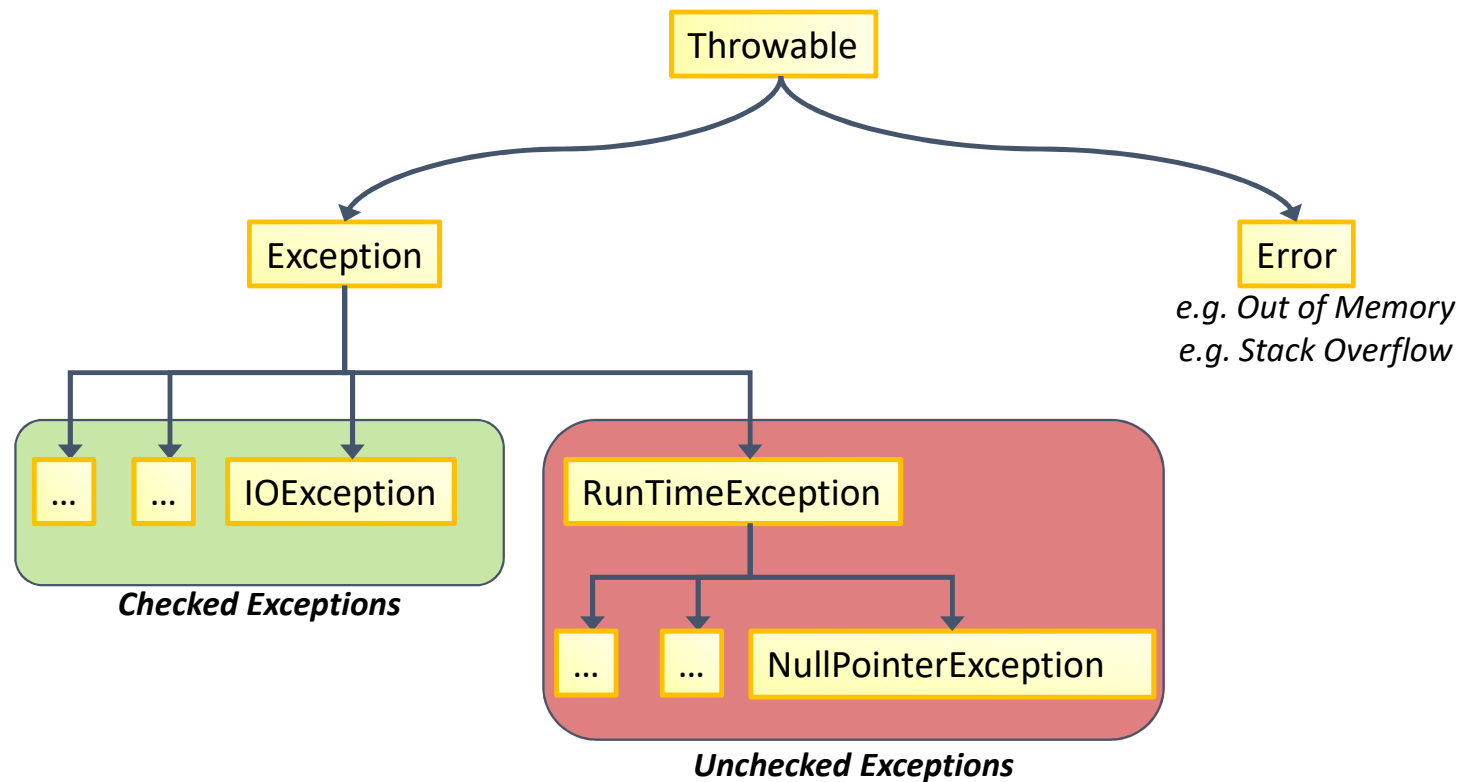 Throwable
Exception
Error
e.g. Out of Memory
e.g. Stack Overflow
...
...
IOException
RunTimeException
Checked Exceptions
...
...
NullPointerException
Unchecked Exceptions